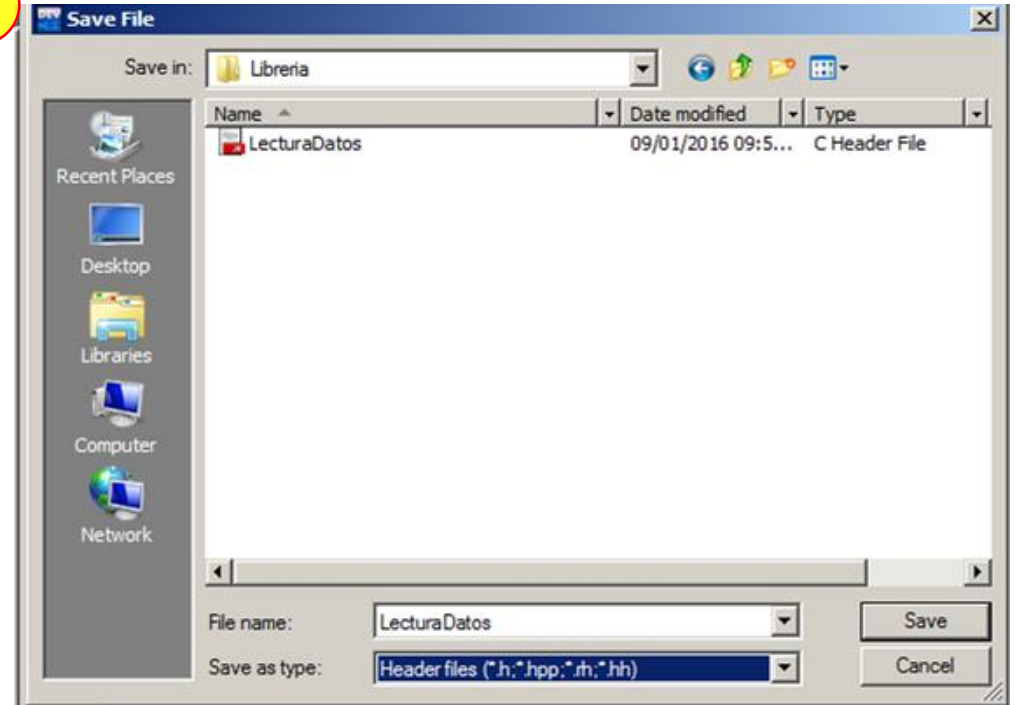 DEV
Save File
Save in: Libreria
Name Date modified Type
LecturaDatos 09/01/2016 09:5... C Header File
Recent Places
Desktop
Libraries
Computer
Network
File name: LecturaDatos Save
Save as type: Header files (*.h;*.hpp;*.rh;*.hh) Cancel